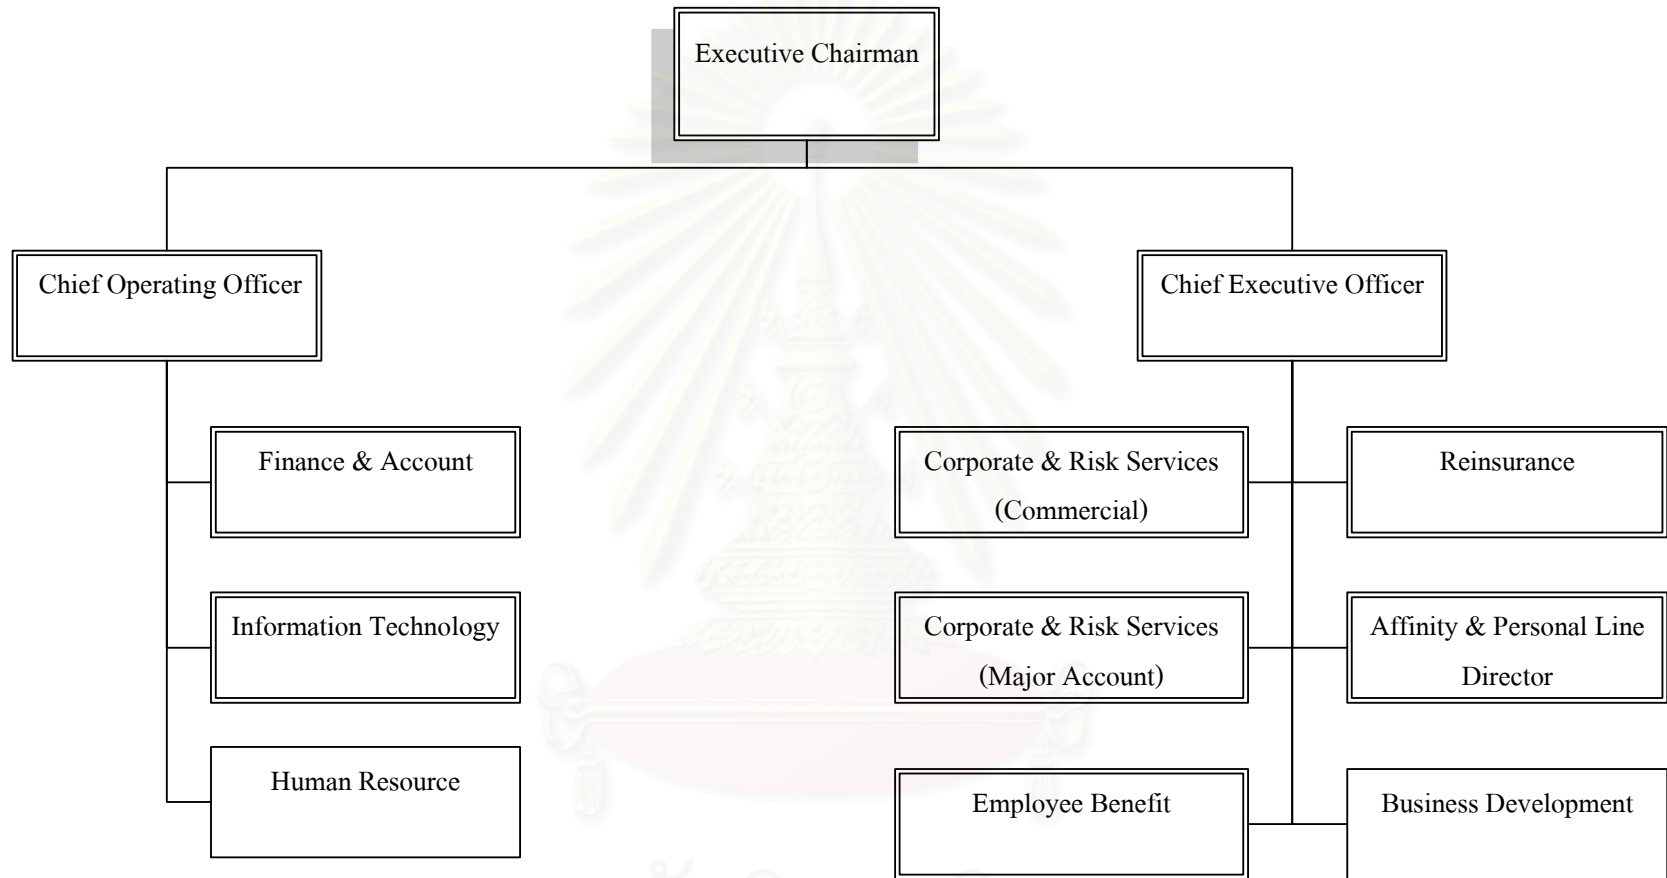 Executive Chairman
Chief Operating Officer
Chief Executive Officer
Finance & Account
Corporate & Risk Services
(Commercial)
Reinsurance
Information Technology
Corporate & Risk Services
(Major Account)
Affinity & Personal Line
Director
Human Resource
Employee Benefit
Business Development